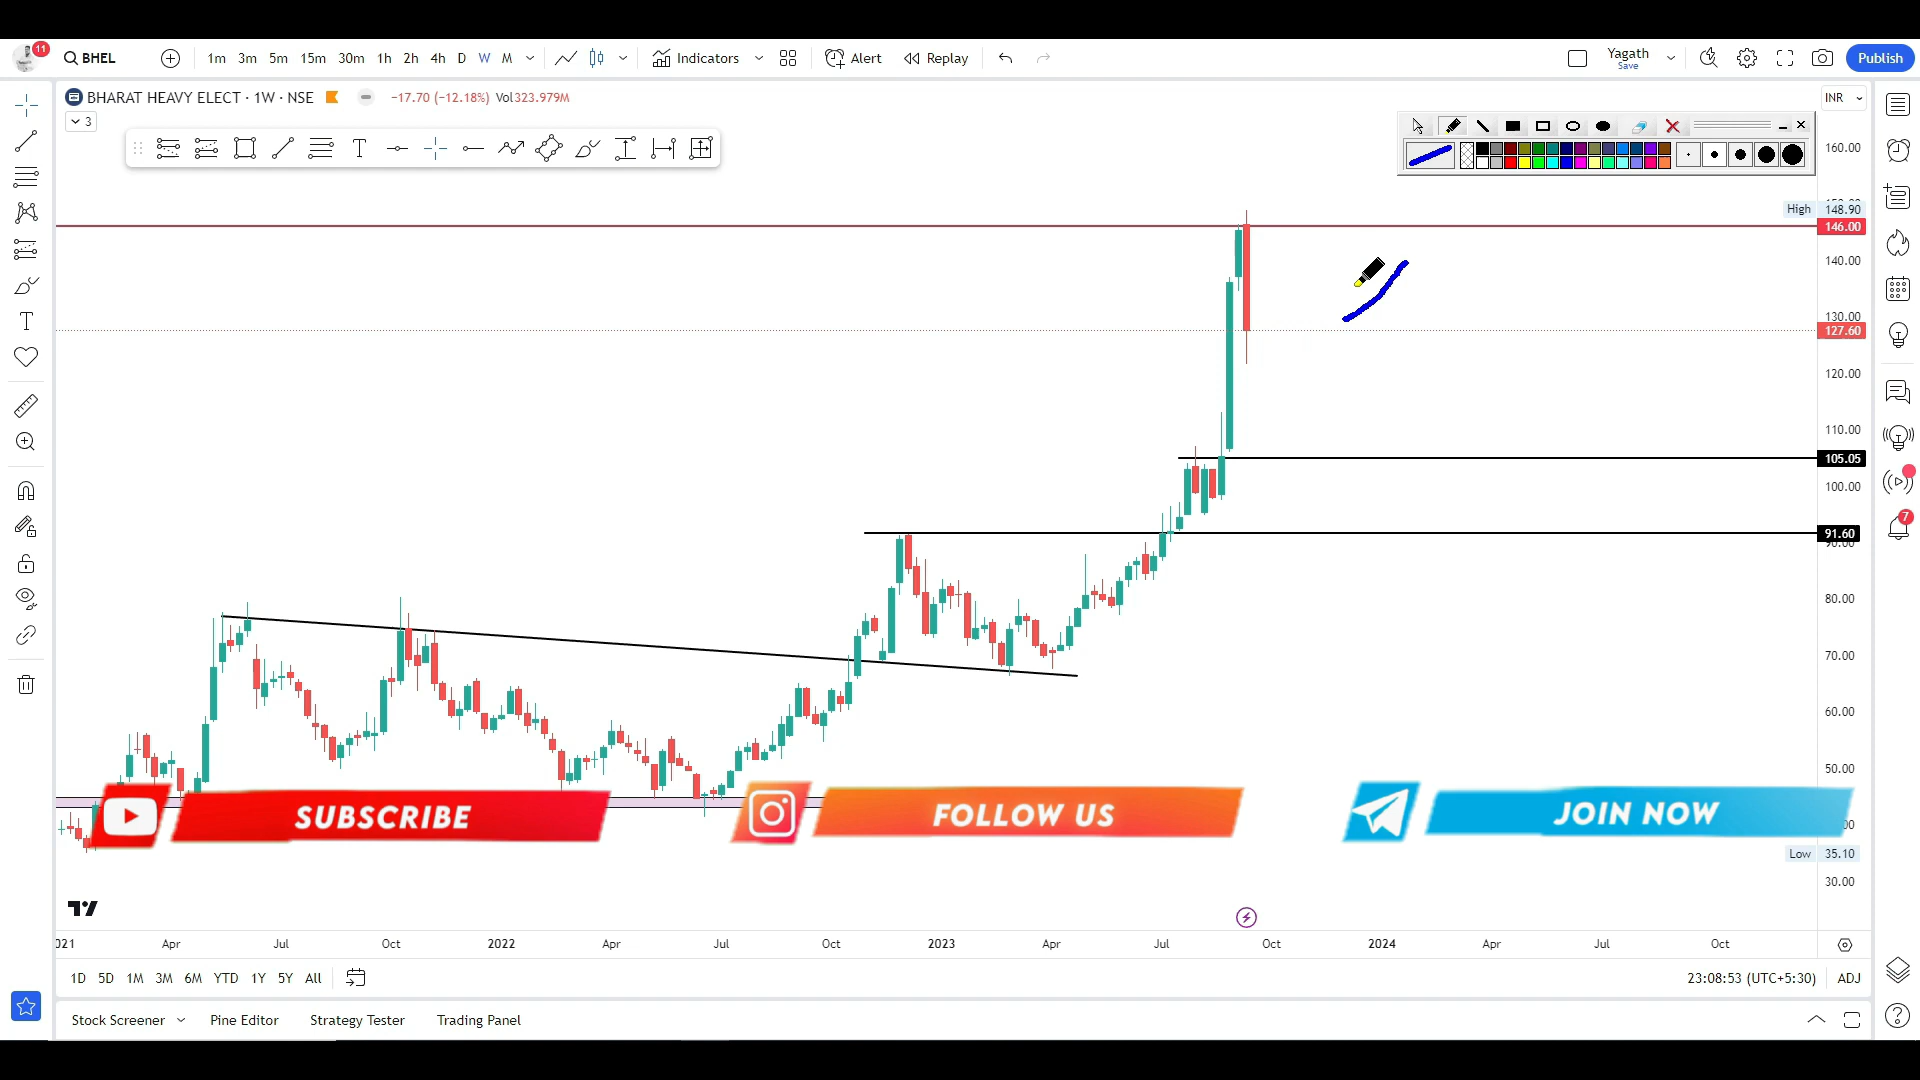 11
BHEL
1m 3m 5m 15m 30m 1h 2h 4h D W M
Indicators
Alert
Replay
Yagath
Save
Publish
BHARAT HEAVY ELECT · 1W · NSE
−17.70 (−12.18%) Vol323.979M
INR
3
T
160.00
High 148.90
146.00
140.00
130.00
127.60
120.00
110.00
105.05
100.00
91.60
80.00
70.00
60.00
50.00
SUBSCRIBE
FOLLOW US
JOIN NOW
Low 35.10
30.00
7
021 Apr Jul Oct 2022 Apr Jul Oct 2023 Apr Jul Oct 2024 Apr Jul Oct
1D 5D 1M 3M 6M YTD 1Y 5Y All
23:08:53 (UTC+5:30) ADJ
Stock Screener Pine Editor Strategy Tester Trading Panel